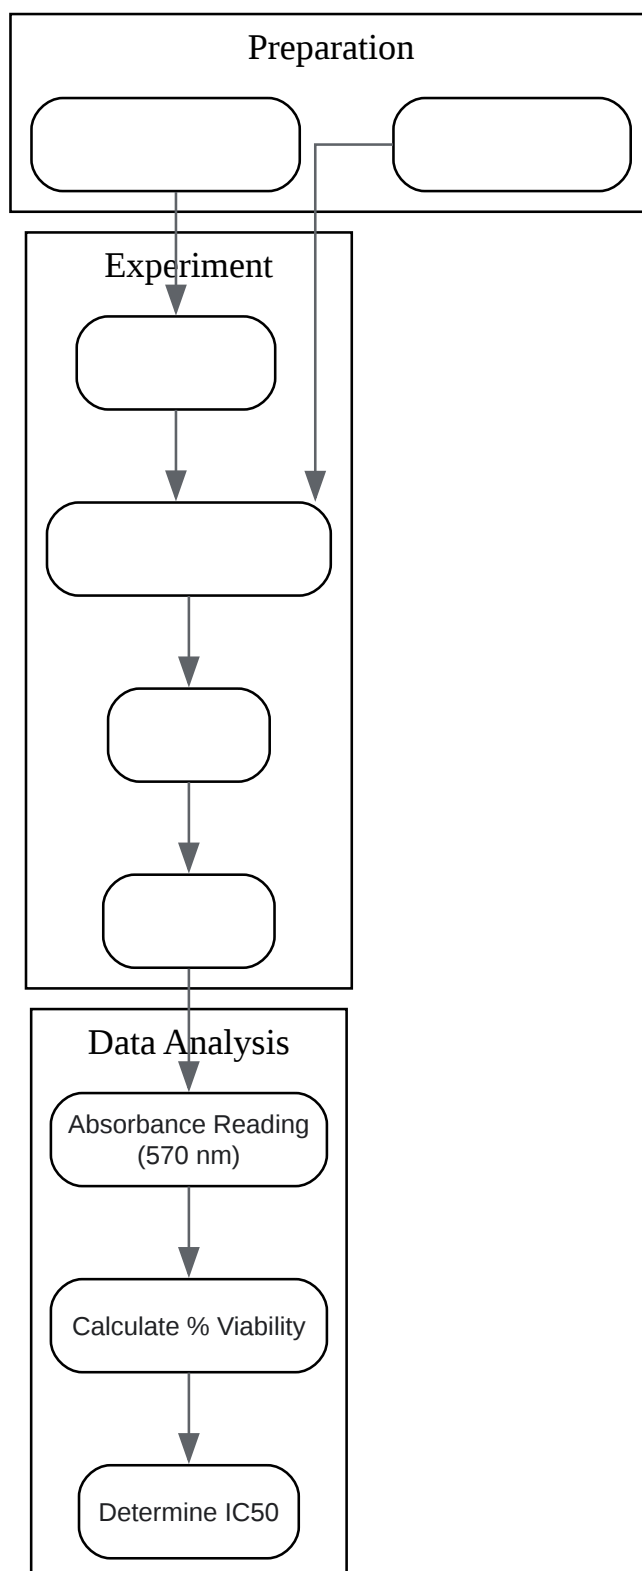 Preparation
Experiment
Data Analysis
Absorbance Reading
(570 nm)
Calculate % Viability
Determine IC50